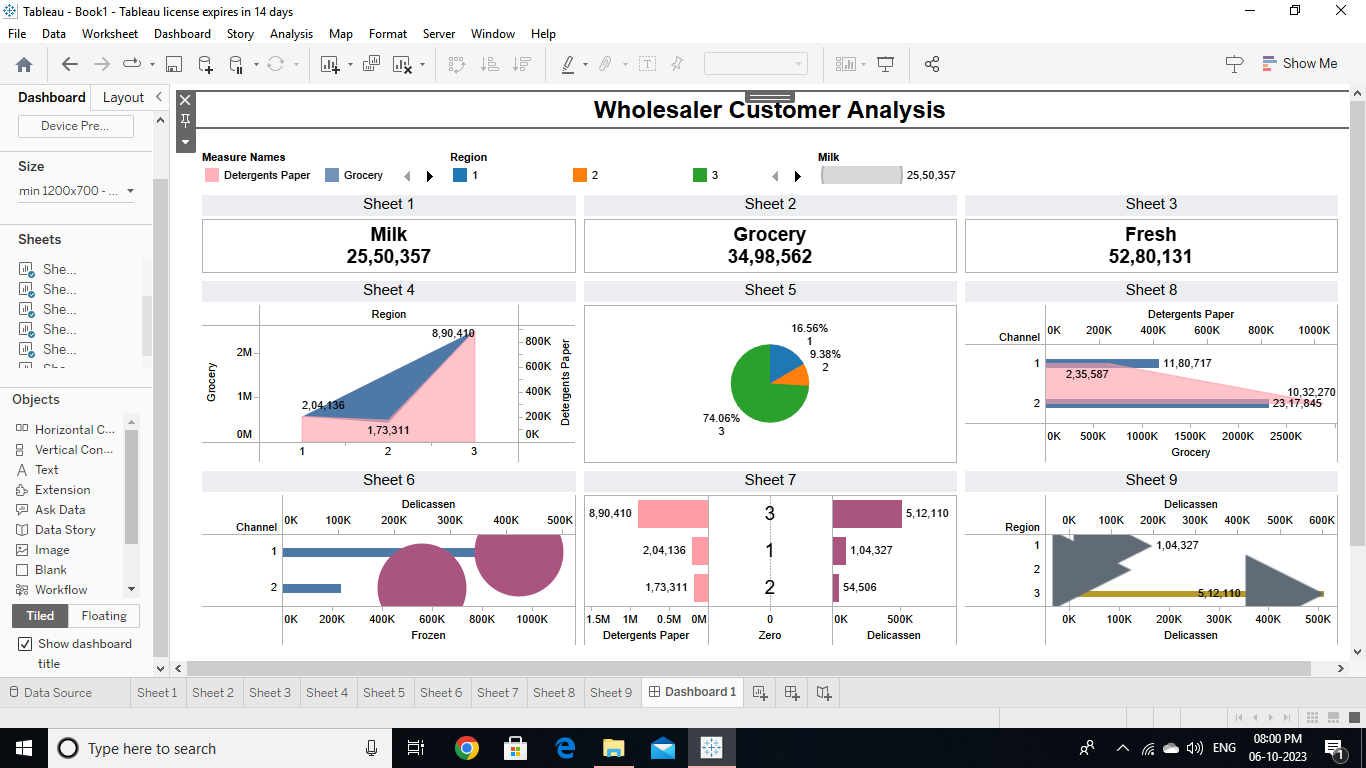 Tableau - Book1 - Tableau license expires in 14 days
File Data Worksheet Dashboard Story Analysis Map Format Server Window Help
Show Me
Dashboard Layout
Device Pre...
Size
min 1200x700 - ...
Sheets
She...
She...
She...
She...
She...
Objects
Horizontal C...
Vertical Con...
Text
Extension
Ask Data
Data Story
Image
Blank
Workflow
Tiled Floating
Show dashboard
title
Wholesaler Customer Analysis
Measure Names Region Milk
Detergents Paper Grocery 1 2 3 25,50,357
Sheet 1 Sheet 2 Sheet 3
Milk Grocery Fresh
25,50,357 34,98,562 52,80,131
Sheet 4
Region
8,90,410
2M
1M
0M
Grocery
2,04,136
1,73,311
800K
600K
400K
200K
0K
Detergents Paper
1 2 3
Sheet 5
16.56%
1
9.38%
2
74.06%
3
Sheet 8
Detergents Paper
Channel 0K 200K 400K 600K 800K 1000K
1 11,80,717
2,35,587
10,32,270
2 23,17,845
0K 500K 1000K 1500K 2000K 2500K
Grocery
Sheet 6
Delicassen
Channel 0K 100K 200K 300K 400K 500K
1
2
0K 200K 400K 600K 800K 1000K
Frozen
Sheet 7
8,90,410 3 5,12,110
2,04,136 1 1,04,327
1,73,311 2 54,506
1.5M 1M 0.5M 0M 0 0K 500K
Detergents Paper Zero Delicassen
Sheet 9
Delicassen
Region 0K 100K 200K 300K 400K 500K 600K
1 1,04,327
2
3 5,12,110
0K 100K 200K 300K 400K 500K
Delicassen
Data Source Sheet 1 Sheet 2 Sheet 3 Sheet 4 Sheet 5 Sheet 6 Sheet 7 Sheet 8 Sheet 9 Dashboard 1
Type here to search
ENG
08:00 PM
06-10-2023
1